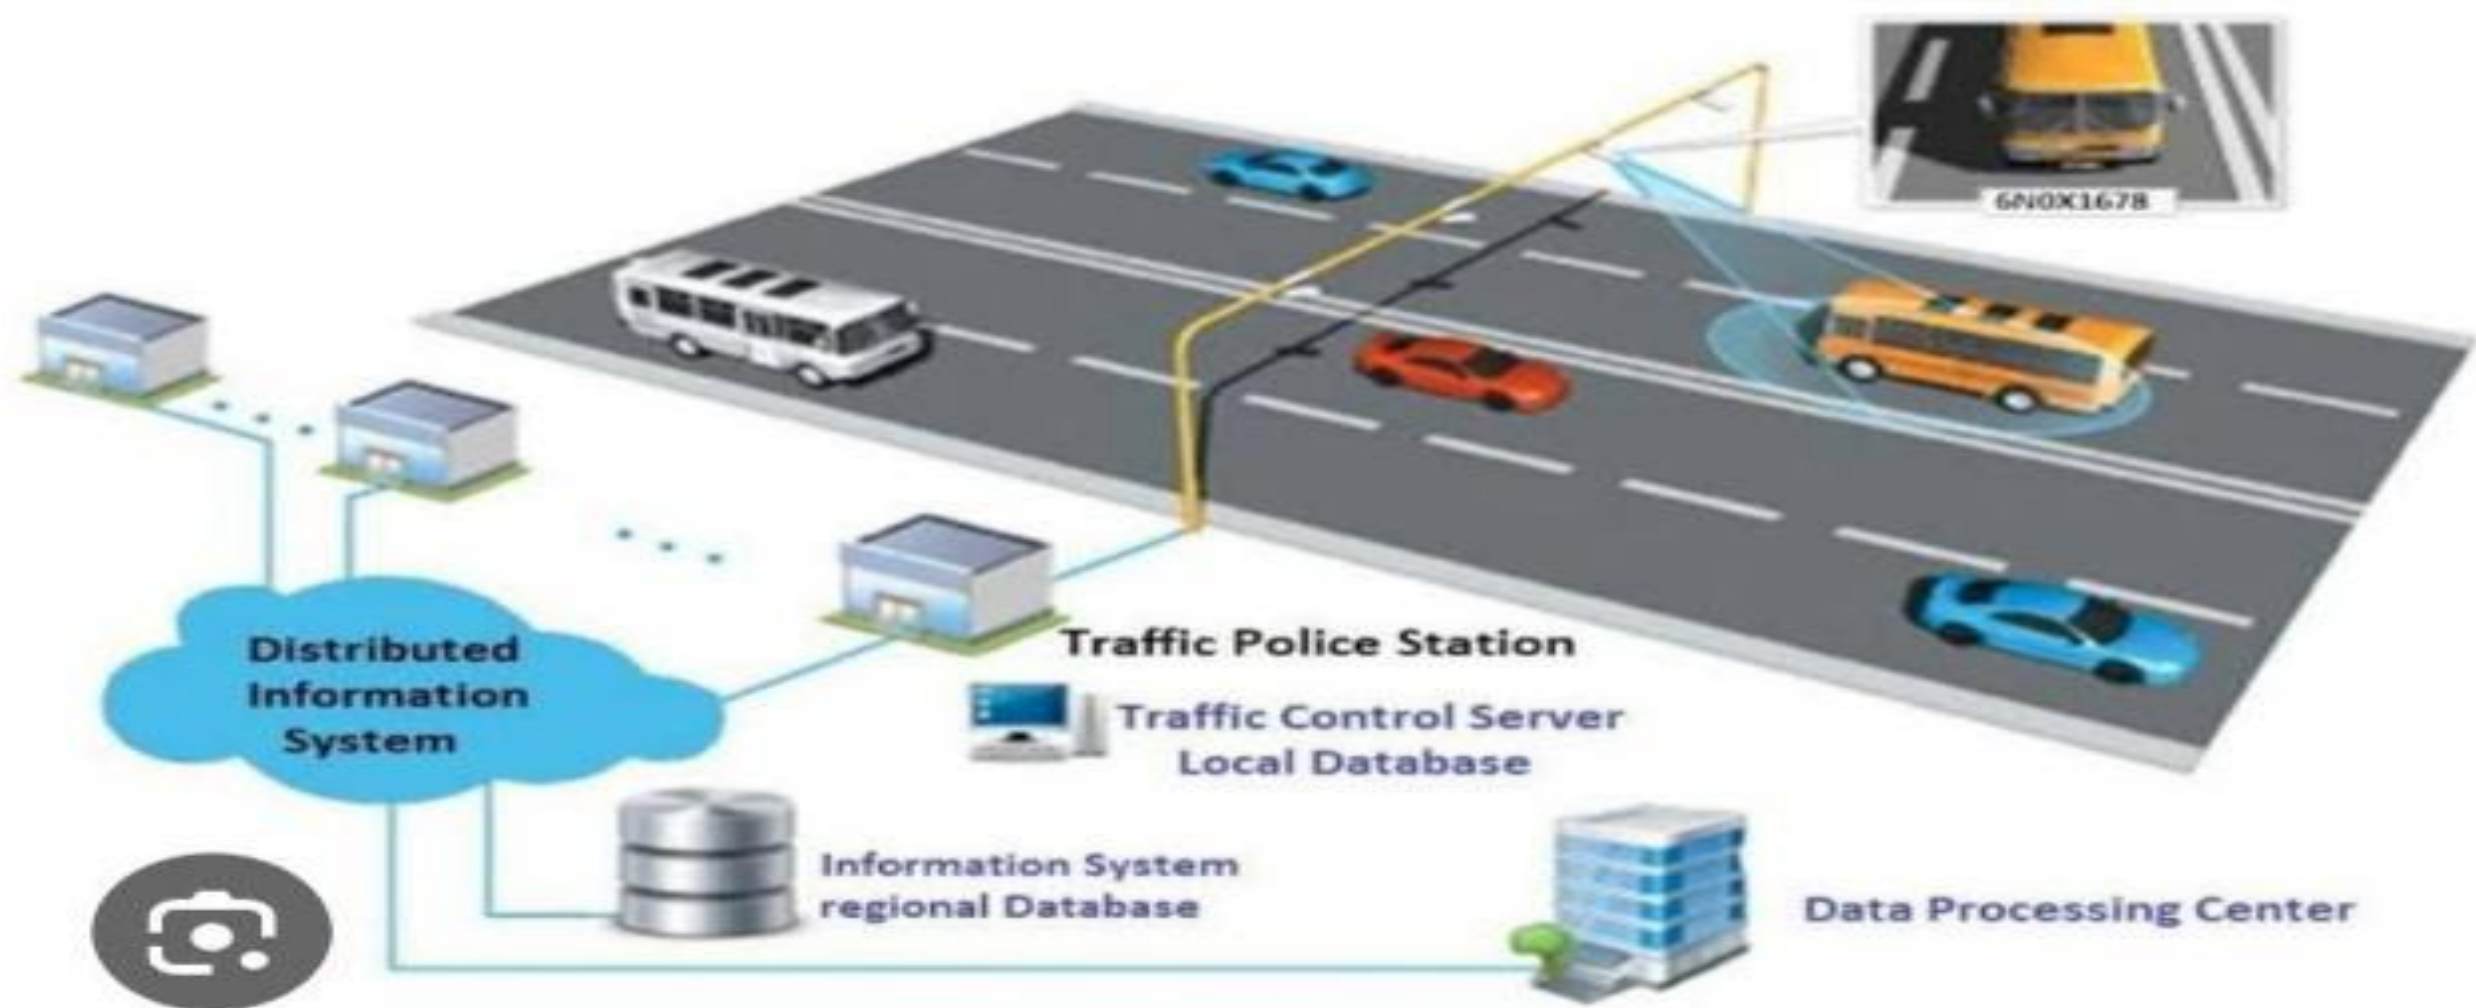 6N0X1678
Distributed
Information
System
Traffic Police Station
Traffic Control Server
Local Database
Information System
regional Database
Data Processing Center